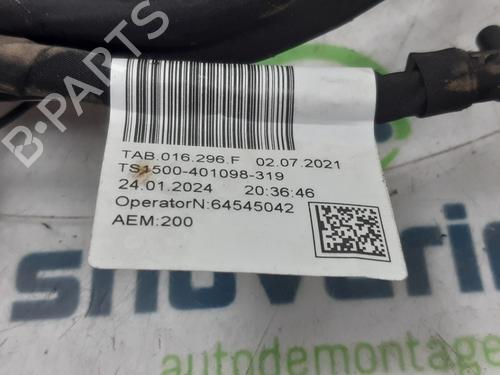 B-Parts
TAB.016.296.F 02.07.2021
TS1500-401098-319
24.01.2024 20:36:46
OperatorN:64545042
AEM:200
autodemontage